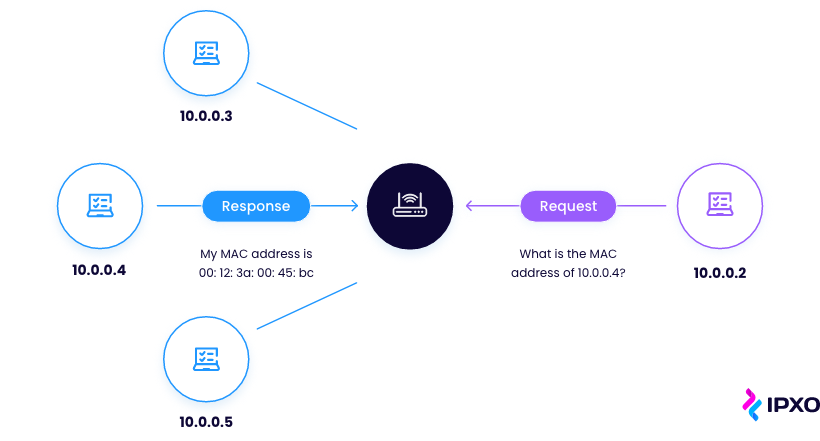 10.0.0.3
Response
Request
My MAC address is
00: 12: 3a: 00: 45: bc
What is the MAC
address of 10.0.0.4?
10.0.0.4
10.0.0.2
10.0.0.5
IPXO